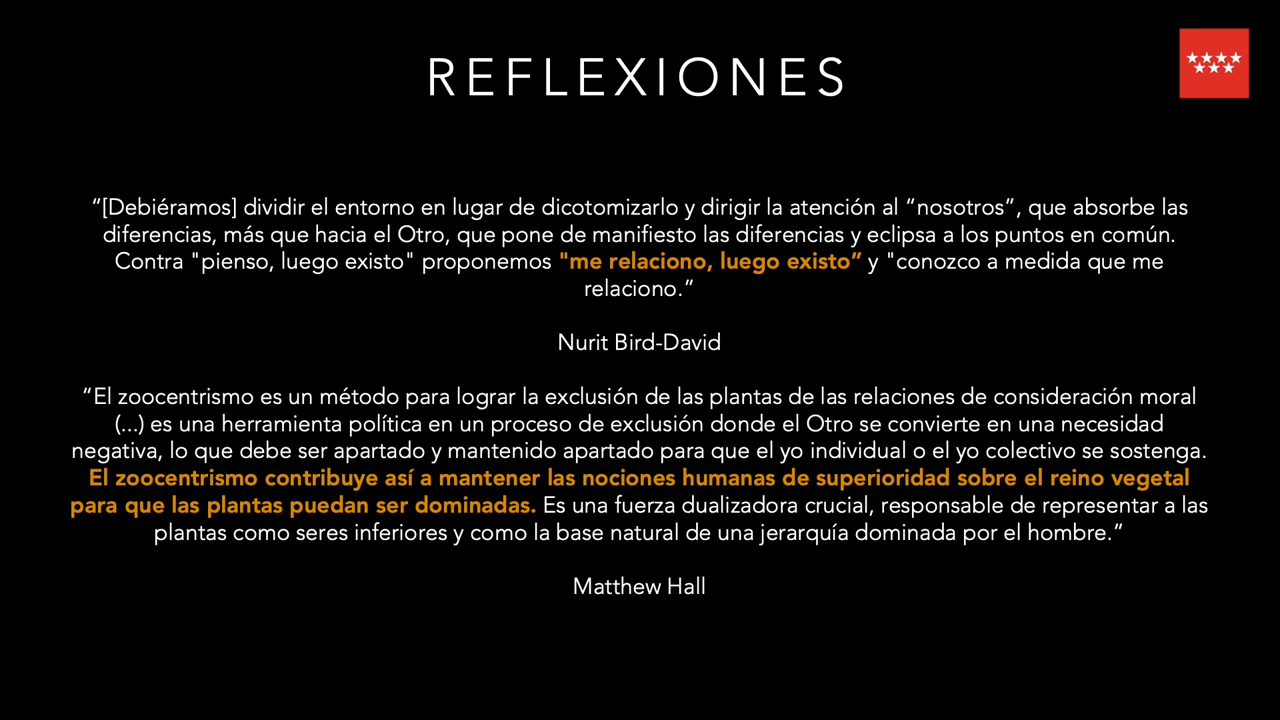 REFLEXIONES
“[Debiéramos] dividir el entorno en lugar de dicotomizarlo y dirigir la atención al “nosotros”, que absorbe las
diferencias, más que hacia el Otro, que pone de manifiesto las diferencias y eclipsa a los puntos en común.
Contra "pienso, luego existo" proponemos "me relaciono, luego existo” y "conozco a medida que me
relaciono.”
Nurit Bird-David
“El zoocentrismo es un método para lograr la exclusión de las plantas de las relaciones de consideración moral
(...) es una herramienta política en un proceso de exclusión donde el Otro se convierte en una necesidad
negativa, lo que debe ser apartado y mantenido apartado para que el yo individual o el yo colectivo se sostenga.
El zoocentrismo contribuye así a mantener las nociones humanas de superioridad sobre el reino vegetal
para que las plantas puedan ser dominadas. Es una fuerza dualizadora crucial, responsable de representar a las
plantas como seres inferiores y como la base natural de una jerarquía dominada por el hombre.”
Matthew Hall